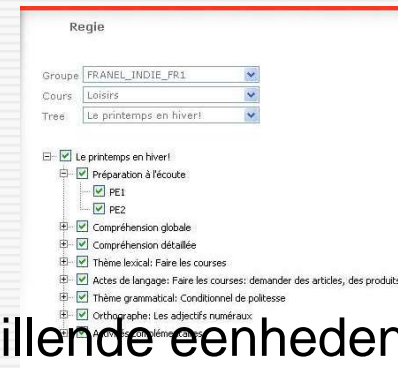 Regie
Groupe FRANEL_INDIE_FR1
Cours Loisirs
Tree Le printemps en hiver!
Le printemps en hiver!
Préparation à l'écoute
PE1
PE2
Compréhension globale
Compréhension détaillée
Thème lexical: Faire les courses
Actes de langage: Faire les courses: demander des articles, des produits
Thème grammatical: Conditionnel de politesse
Orthographe: Les adjectifs numéraux
Activités complémentaires
illende eenheden